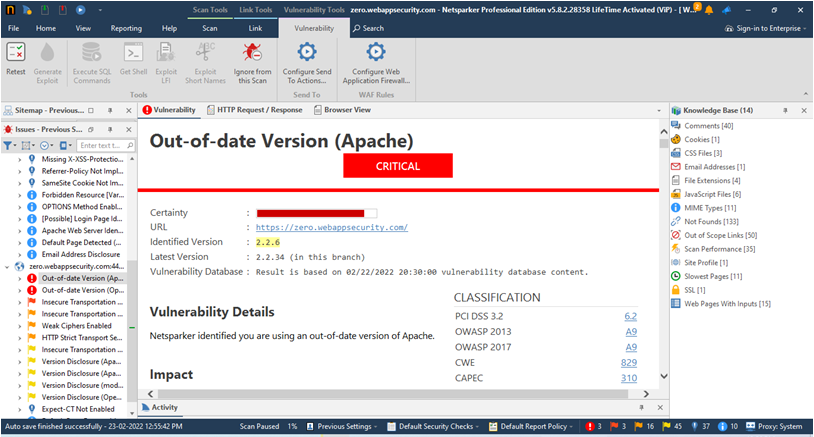 Scan Tools Link Tools Vulnerability Tools zero.webappsecurity.com/ - Netsparker Professional Edition v5.8.2.28358 LifeTime Activated (ViP) - [ W...
2
File Home View Reporting Help Scan Link Vulnerability Search Sign-in to Enterprise
Retest
Generate Exploit
Execute SQL Commands
Get Shell
Exploit LFI
Exploit Short Names
Ignore from this Scan
Configure Send To Actions...
Configure Web Application Firewall...
Tools Send To WAF Rules
Sitemap - Previous...
Issues - Previous S...
Enter text t...
Missing X-XSS-Protectio...
Referrer-Policy Not Impl...
SameSite Cookie Not Im...
Forbidden Resource [Var...
OPTIONS Method Enabl...
[Possible] Login Page Id...
Apache Web Server Iden...
Default Page Detected (...
Email Address Disclosure
zero.webappsecurity.com:44...
Out-of-date Version (Ap...
Out-of-date Version (Op...
Insecure Transportation ...
Insecure Transportation ...
Weak Ciphers Enabled
HTTP Strict Transport Se...
Insecure Transportation ...
Version Disclosure (Apa...
Version Disclosure (Apa...
Version Disclosure (mod...
Version Disclosure (Ope...
Expect-CT Not Enabled
Vulnerability HTTP Request / Response Browser View
Out-of-date Version (Apache)
CRITICAL
Certainty :
URL : https://zero.webappsecurity.com/
Identified Version : 2.2.6
Latest Version : 2.2.34 (in this branch)
Vulnerability Database : Result is based on 02/22/2022 20:30:00 vulnerability database content.
Vulnerability Details
Netsparker identified you are using an out-of-date version of Apache.
Impact
CLASSIFICATION
PCI DSS 3.2 6.2
OWASP 2013 A9
OWASP 2017 A9
CWE 829
CAPEC 310
Activity
Knowledge Base (14)
Comments [40]
Cookies [1]
CSS Files [3]
Email Addresses [1]
File Extensions [4]
JavaScript Files [6]
MIME Types [11]
Not Founds [133]
Out of Scope Links [50]
Scan Performance [35]
Site Profile [1]
Slowest Pages [11]
SSL [1]
Web Pages With Inputs [15]
Auto save finished successfully - 23-02-2022 12:55:42 PM Scan Paused 1% Previous Settings Default Security Checks Default Report Policy 3 3 16 45 37 10 Proxy: System